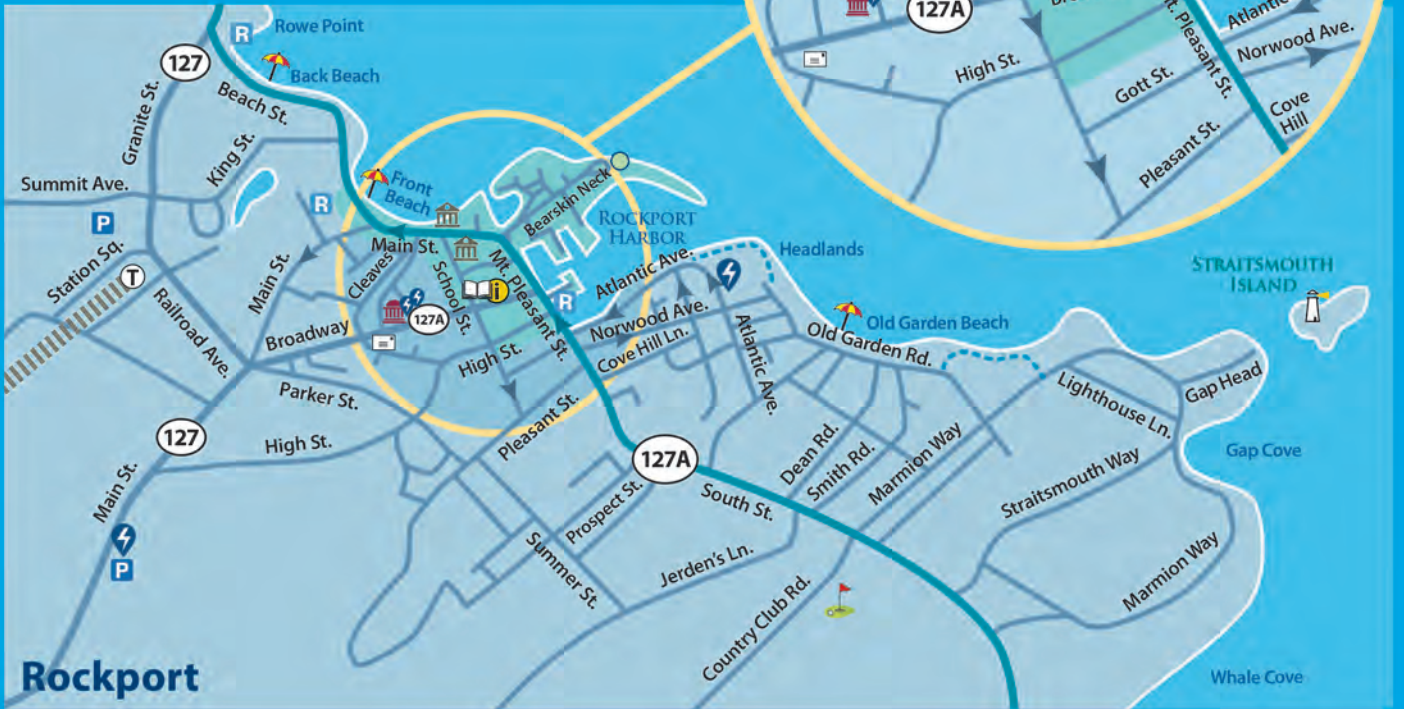 127A
Atlantic
Mt. Pleasant St.
Norwood Ave.
High St.
Gott St.
Cove
Hill
Pleasant St.
R
Rowe Point
127
Back Beach
Beach St.
Granite St.
King St.
Summit Ave.
P
R
Front
Beach
Bearskin Neck
ROCKPORT
HARBOR
Headlands
STRAITSMOUTH
ISLAND
Station Sq.
T
Main St.
Main St.
Cleaves
School St.
i
Mt. Pleasant St.
R
Atlantic Ave.
Norwood Ave.
Cove Hill Ln.
Atlantic Ave.
Old Garden Beach
Old Garden Rd.
Railroad Ave.
Broadway
127A
High St.
Parker St.
Pleasant St.
Lighthouse Ln.
Gap Head
Gap Cove
127
High St.
Main St.
P
127A
South St.
Prospect St.
Dean Rd.
Smith Rd.
Marmion Way
Straitsmouth Way
Marmion Way
Summer St.
Jerden's Ln.
Country Club Rd.
Whale Cove
Rockport